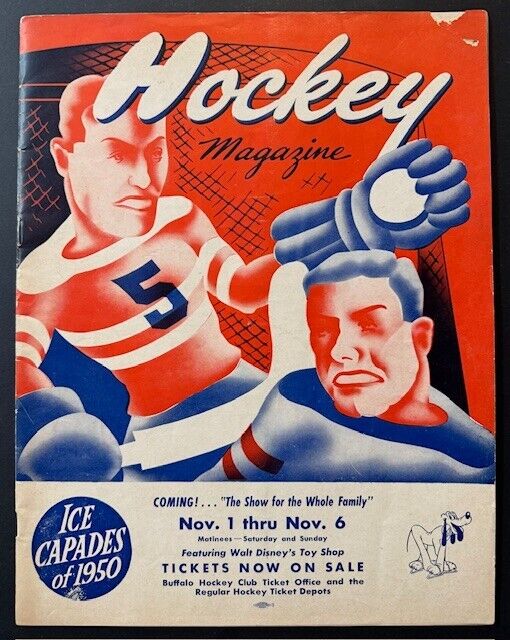 Hockey
Magazine
5
COMING! . . . "The Show for the Whole Family"
Nov. 1 thru Nov. 6
Matinees — Saturday and Sunday
Featuring Walt Disney's Toy Shop
TICKETS NOW ON SALE
Buffalo Hockey Club Ticket Office and the
Regular Hockey Ticket Depots
ICE
CAPADES
of 1950